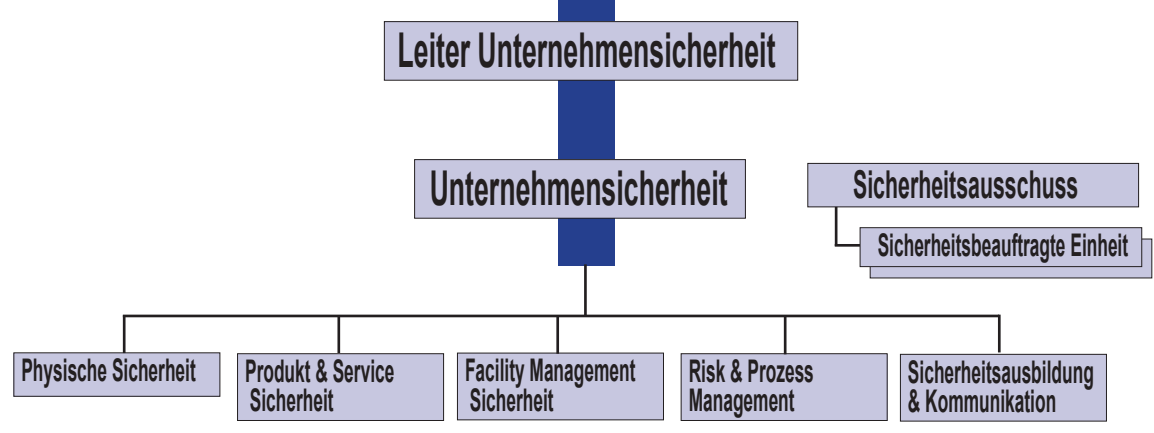 Leiter Unternehmensicherheit
Unternehmensicherheit
Sicherheitsausschuss
Sicherheitsbeauftragte Einheit
Physische Sicherheit
Produkt & Service
Sicherheit
Facility Management
Sicherheit
Risk & Prozess
Management
Sicherheitsausbildung
& Kommunikation